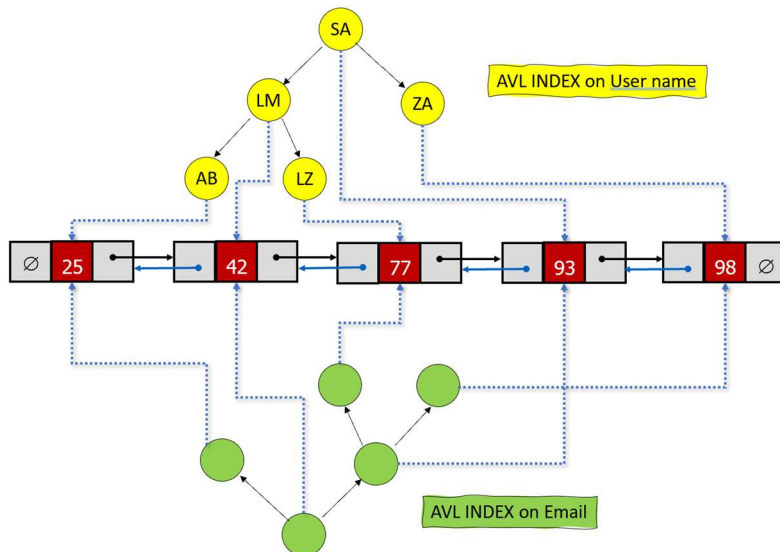 SA
AVL INDEX on User name
LM
ZA
AB
LZ
∅ 25 42 77 93 98 ∅
AVL INDEX on Email